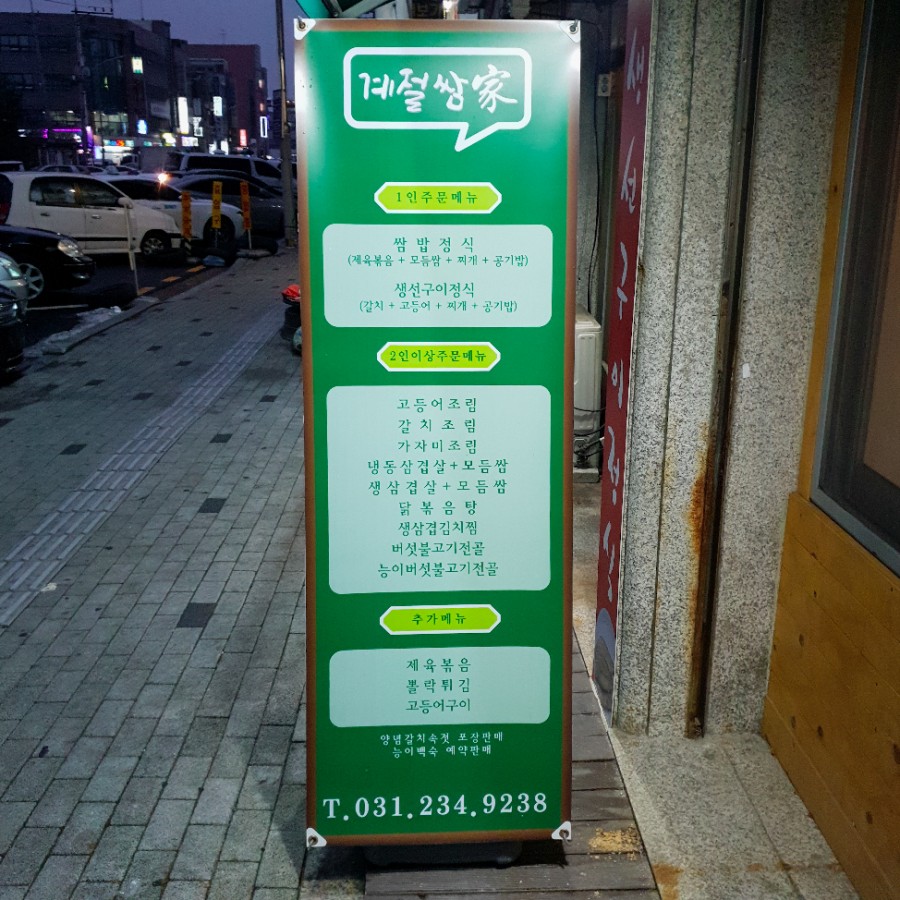 계절쌈家
1인주문메뉴
쌈밥정식
(제육볶음 + 모듬쌈 + 찌개 + 공기밥)
생선구이정식
(갈치 + 고등어 + 찌개 + 공기밥)
2인이상주문메뉴
고등어조림
갈치조림
가자미조림
냉동삼겹살+모듬쌈
생삼겹살+모듬쌈
닭볶음탕
생삼겹김치찜
버섯불고기전골
능이버섯불고기전골
추가메뉴
제육볶음
뽈락튀김
고등어구이
양념갈치속젓 포장판매
능이백숙 예약판매
T.031.234.9238
생선구이정식